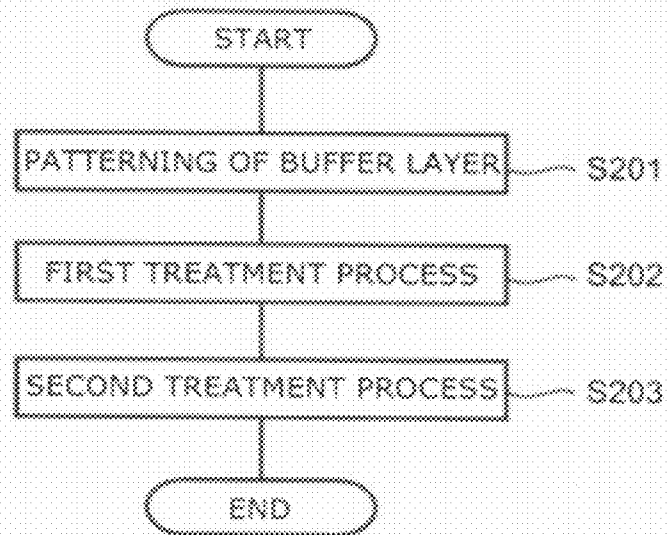 START
PATTERNING OF BUFFER LAYER S201
FIRST TREATMENT PROCESS S202
SECOND TREATMENT PROCESS S203
END